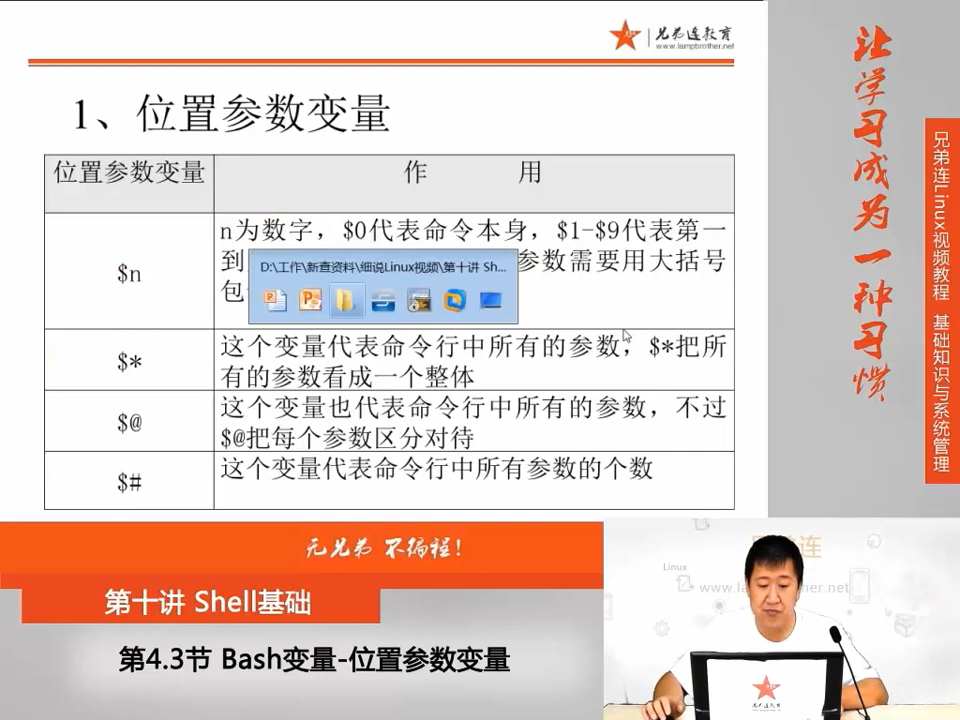 兄弟连教育
www.lampbrother.net
1、位置参数变量
位置参数变量
作 用
$n
n为数字，$0代表命令本身，$1-$9代表第一
到
参数需要用大括号
包
D:\工作\新查资料\细说Linux视频\第十讲 Sh...
$*
这个变量代表命令行中所有的参数，$*把所
有的参数看成一个整体
$@
这个变量也代表命令行中所有的参数，不过
$@把每个参数区分对待
$#
这个变量代表命令行中所有参数的个数
让学习成为一种习惯
兄弟连Linux视频教程 基础知识与系统管理
无兄弟 不编程！
第十讲 Shell基础
第4.3节 Bash变量-位置参数变量
Linux
兄弟连教育